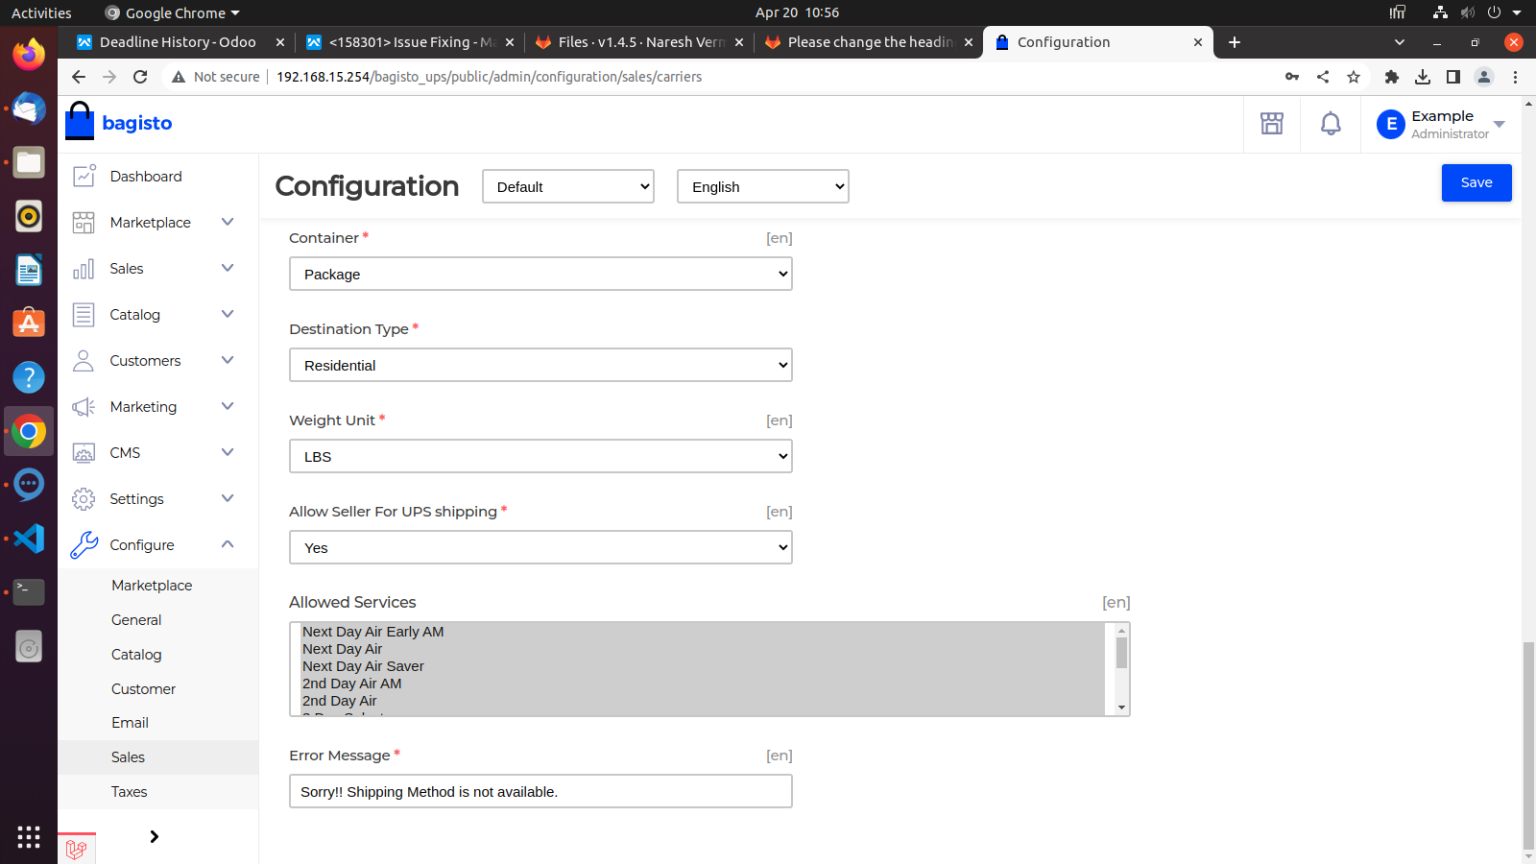 Activities
Google Chrome
Apr 20 10:56
Deadline History - Odoo
<158301> Issue Fixing - Ma
Files · v1.4.5 · Naresh Verm
Please change the headin
Configuration
Not secure
192.168.15.254/bagisto_ups/public/admin/configuration/sales/carriers
bagisto
E
Example
Administrator
Dashboard
Marketplace
Sales
Catalog
Customers
Marketing
CMS
Settings
Configure
Marketplace
General
Catalog
Customer
Email
Sales
Taxes
Configuration
Default
English
Save
Container *
[en]
Package
Destination Type *
Residential
Weight Unit *
[en]
LBS
Allow Seller For UPS shipping *
[en]
Yes
Allowed Services
[en]
Next Day Air Early AM
Next Day Air
Next Day Air Saver
2nd Day Air AM
2nd Day Air
Error Message *
[en]
Sorry!! Shipping Method is not available.